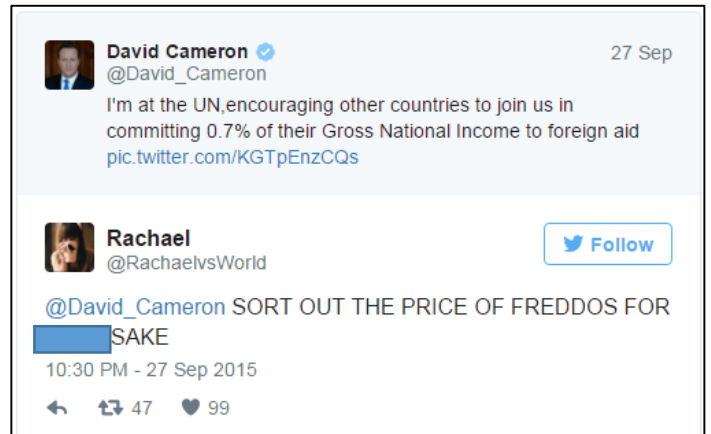 David Cameron
27 Sep
@David_Cameron
I'm at the UN,encouraging other countries to join us in
committing 0.7% of their Gross National Income to foreign aid
pic.twitter.com/KGTpEnzCQs
Rachael
Follow
@RachaelvsWorld
@David_Cameron SORT OUT THE PRICE OF FREDDOS FOR
SAKE
10:30 PM - 27 Sep 2015
47 99